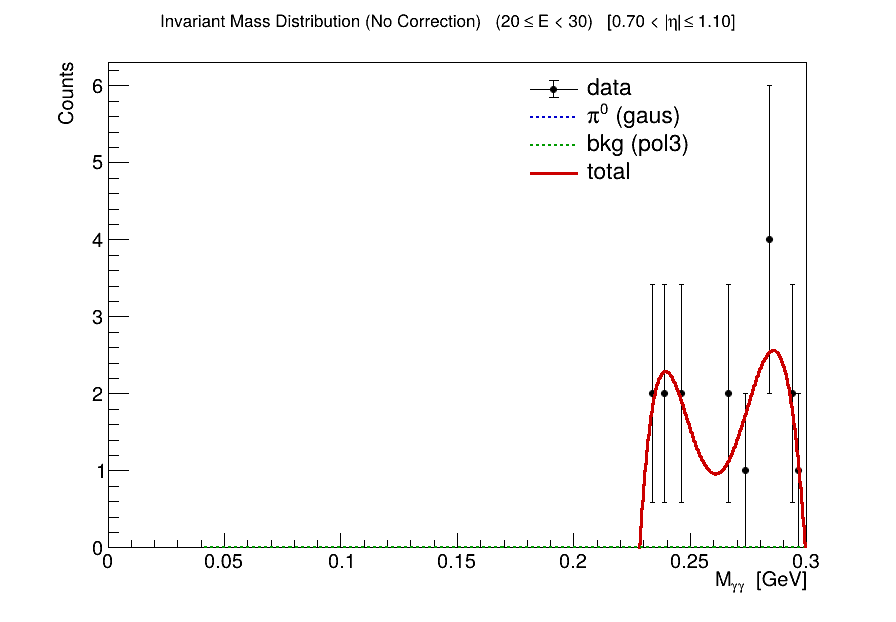 Invariant Mass Distribution (No Correction) (20 ≤ E < 30) [0.70 < |η| ≤ 1.10]
Counts
data
π⁰ (gaus)
bkg (pol3)
total
6
5
4
3
2
1
0
0 0.05 0.1 0.15 0.2 0.25 0.3
Mγγ [GeV]